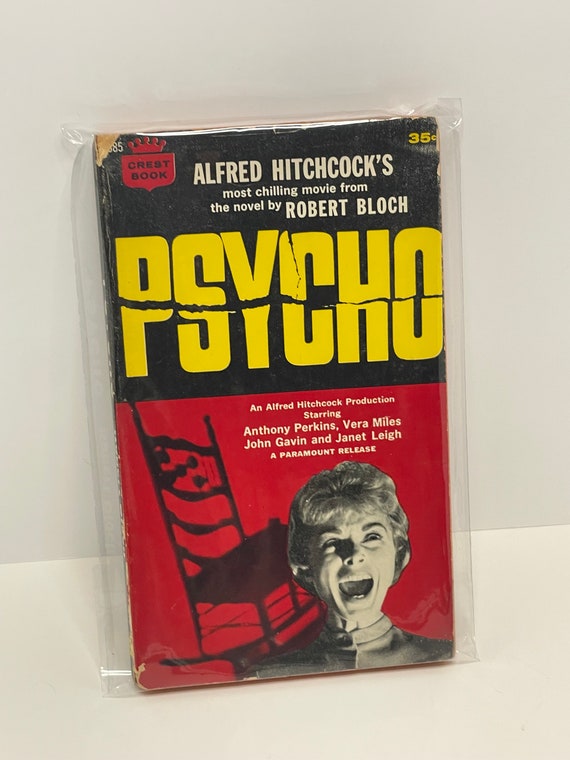 385
CREST
BOOK
35¢
ALFRED HITCHCOCK'S
most chilling movie from
the novel by ROBERT BLOCH
PSYCHO
An Alfred Hitchcock Production
Starring
Anthony Perkins, Vera Miles
John Gavin and Janet Leigh
A PARAMOUNT RELEASE